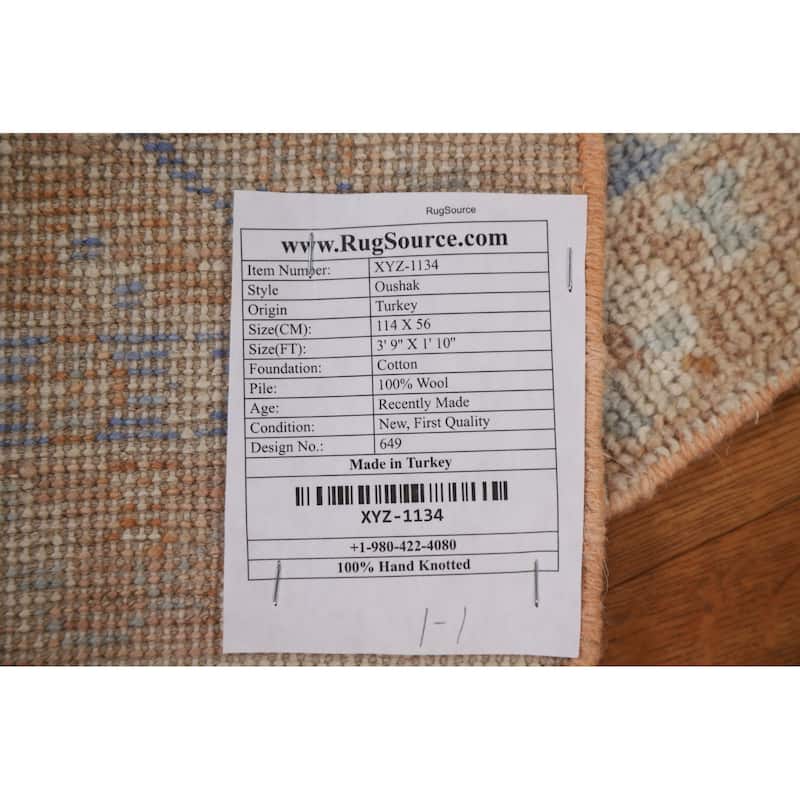 RugSource
www.RugSource.com
Item Number: XYZ-1134
Style Oushak
Origin Turkey
Size(CM): 114 X 56
Size(FT): 3' 9" X 1' 10"
Foundation: Cotton
Pile: 100% Wool
Age: Recently Made
Condition: New, First Quality
Design No.: 649
Made in Turkey
XYZ-1134
+1-980-422-4080
100% Hand Knotted
1-1